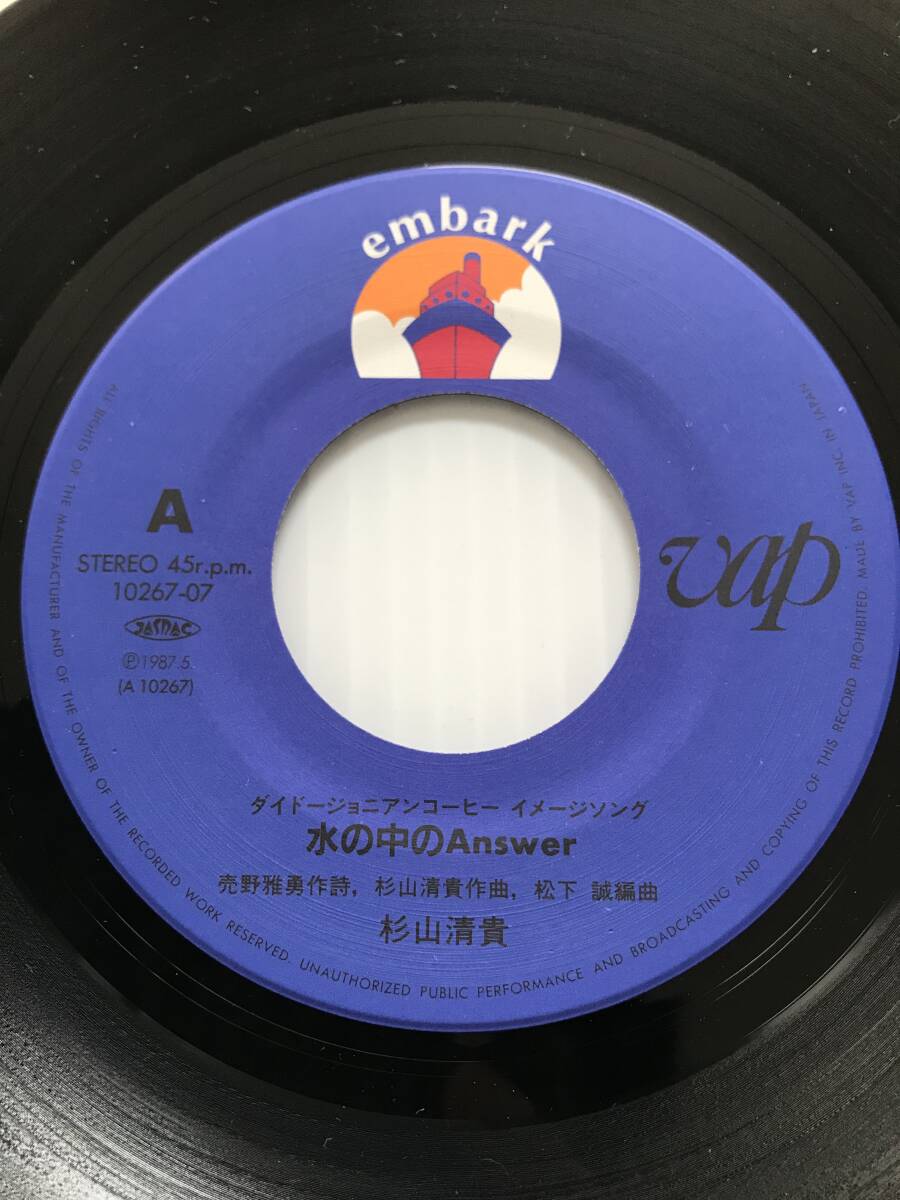 embark
A
STEREO 45r.p.m.
10267-07
JASRAC
Ⓟ1987.5.
(A 10267)
vap
ダイドージョニアンコーヒー イメージソング
水の中のAnswer
売野雅勇作詩, 杉山清貴作曲, 松下 誠編曲
杉山清貴
ALL RIGHTS OF THE MANUFACTURER AND OF THE OWNER OF THE RECORDED WORK RESERVED. UNAUTHORIZED PUBLIC PERFORMANCE AND BROADCASTING AND COPYING OF THIS RECORD PROHIBITED. MADE BY VAP INC. IN JAPAN